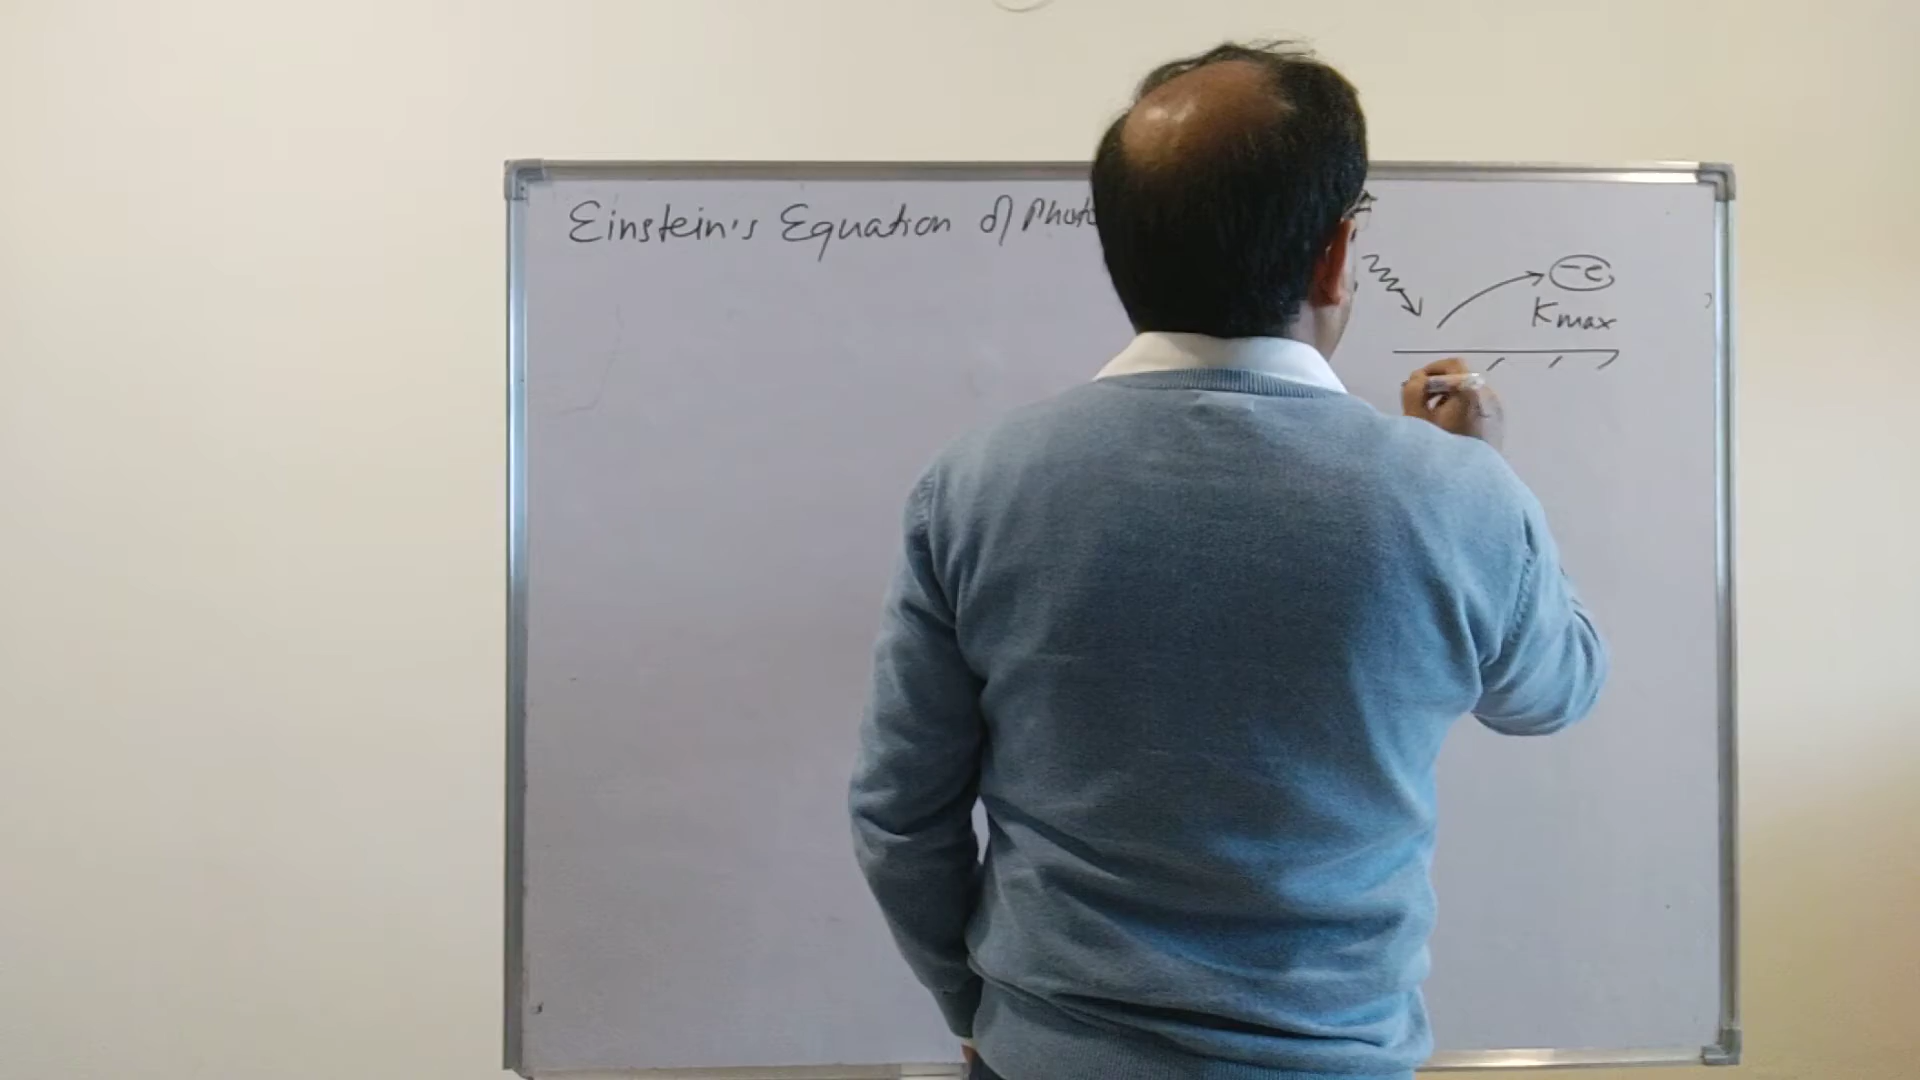 Einstein's Equation of Phot
-e
Kmax